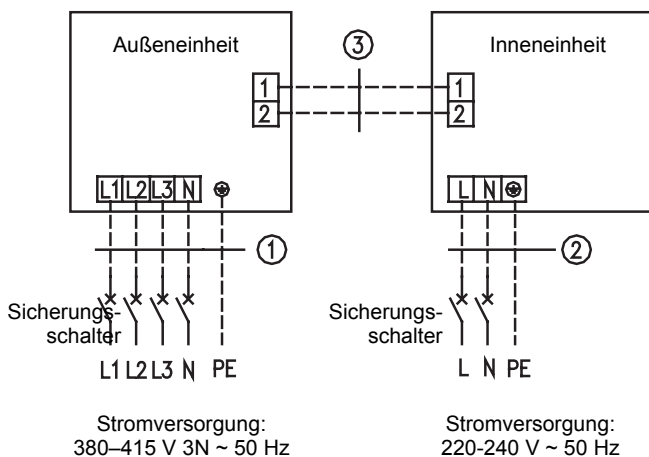 Außeneinheit
③
Inneneinheit
1
2
1
2
L1 L2 L3 N
L N
①
②
Sicherungs-
schalter
Sicherungs-
schalter
L1 L2 L3 N PE
L N PE
Stromversorgung:
380–415 V 3N ~ 50 Hz
Stromversorgung:
220-240 V ~ 50 Hz